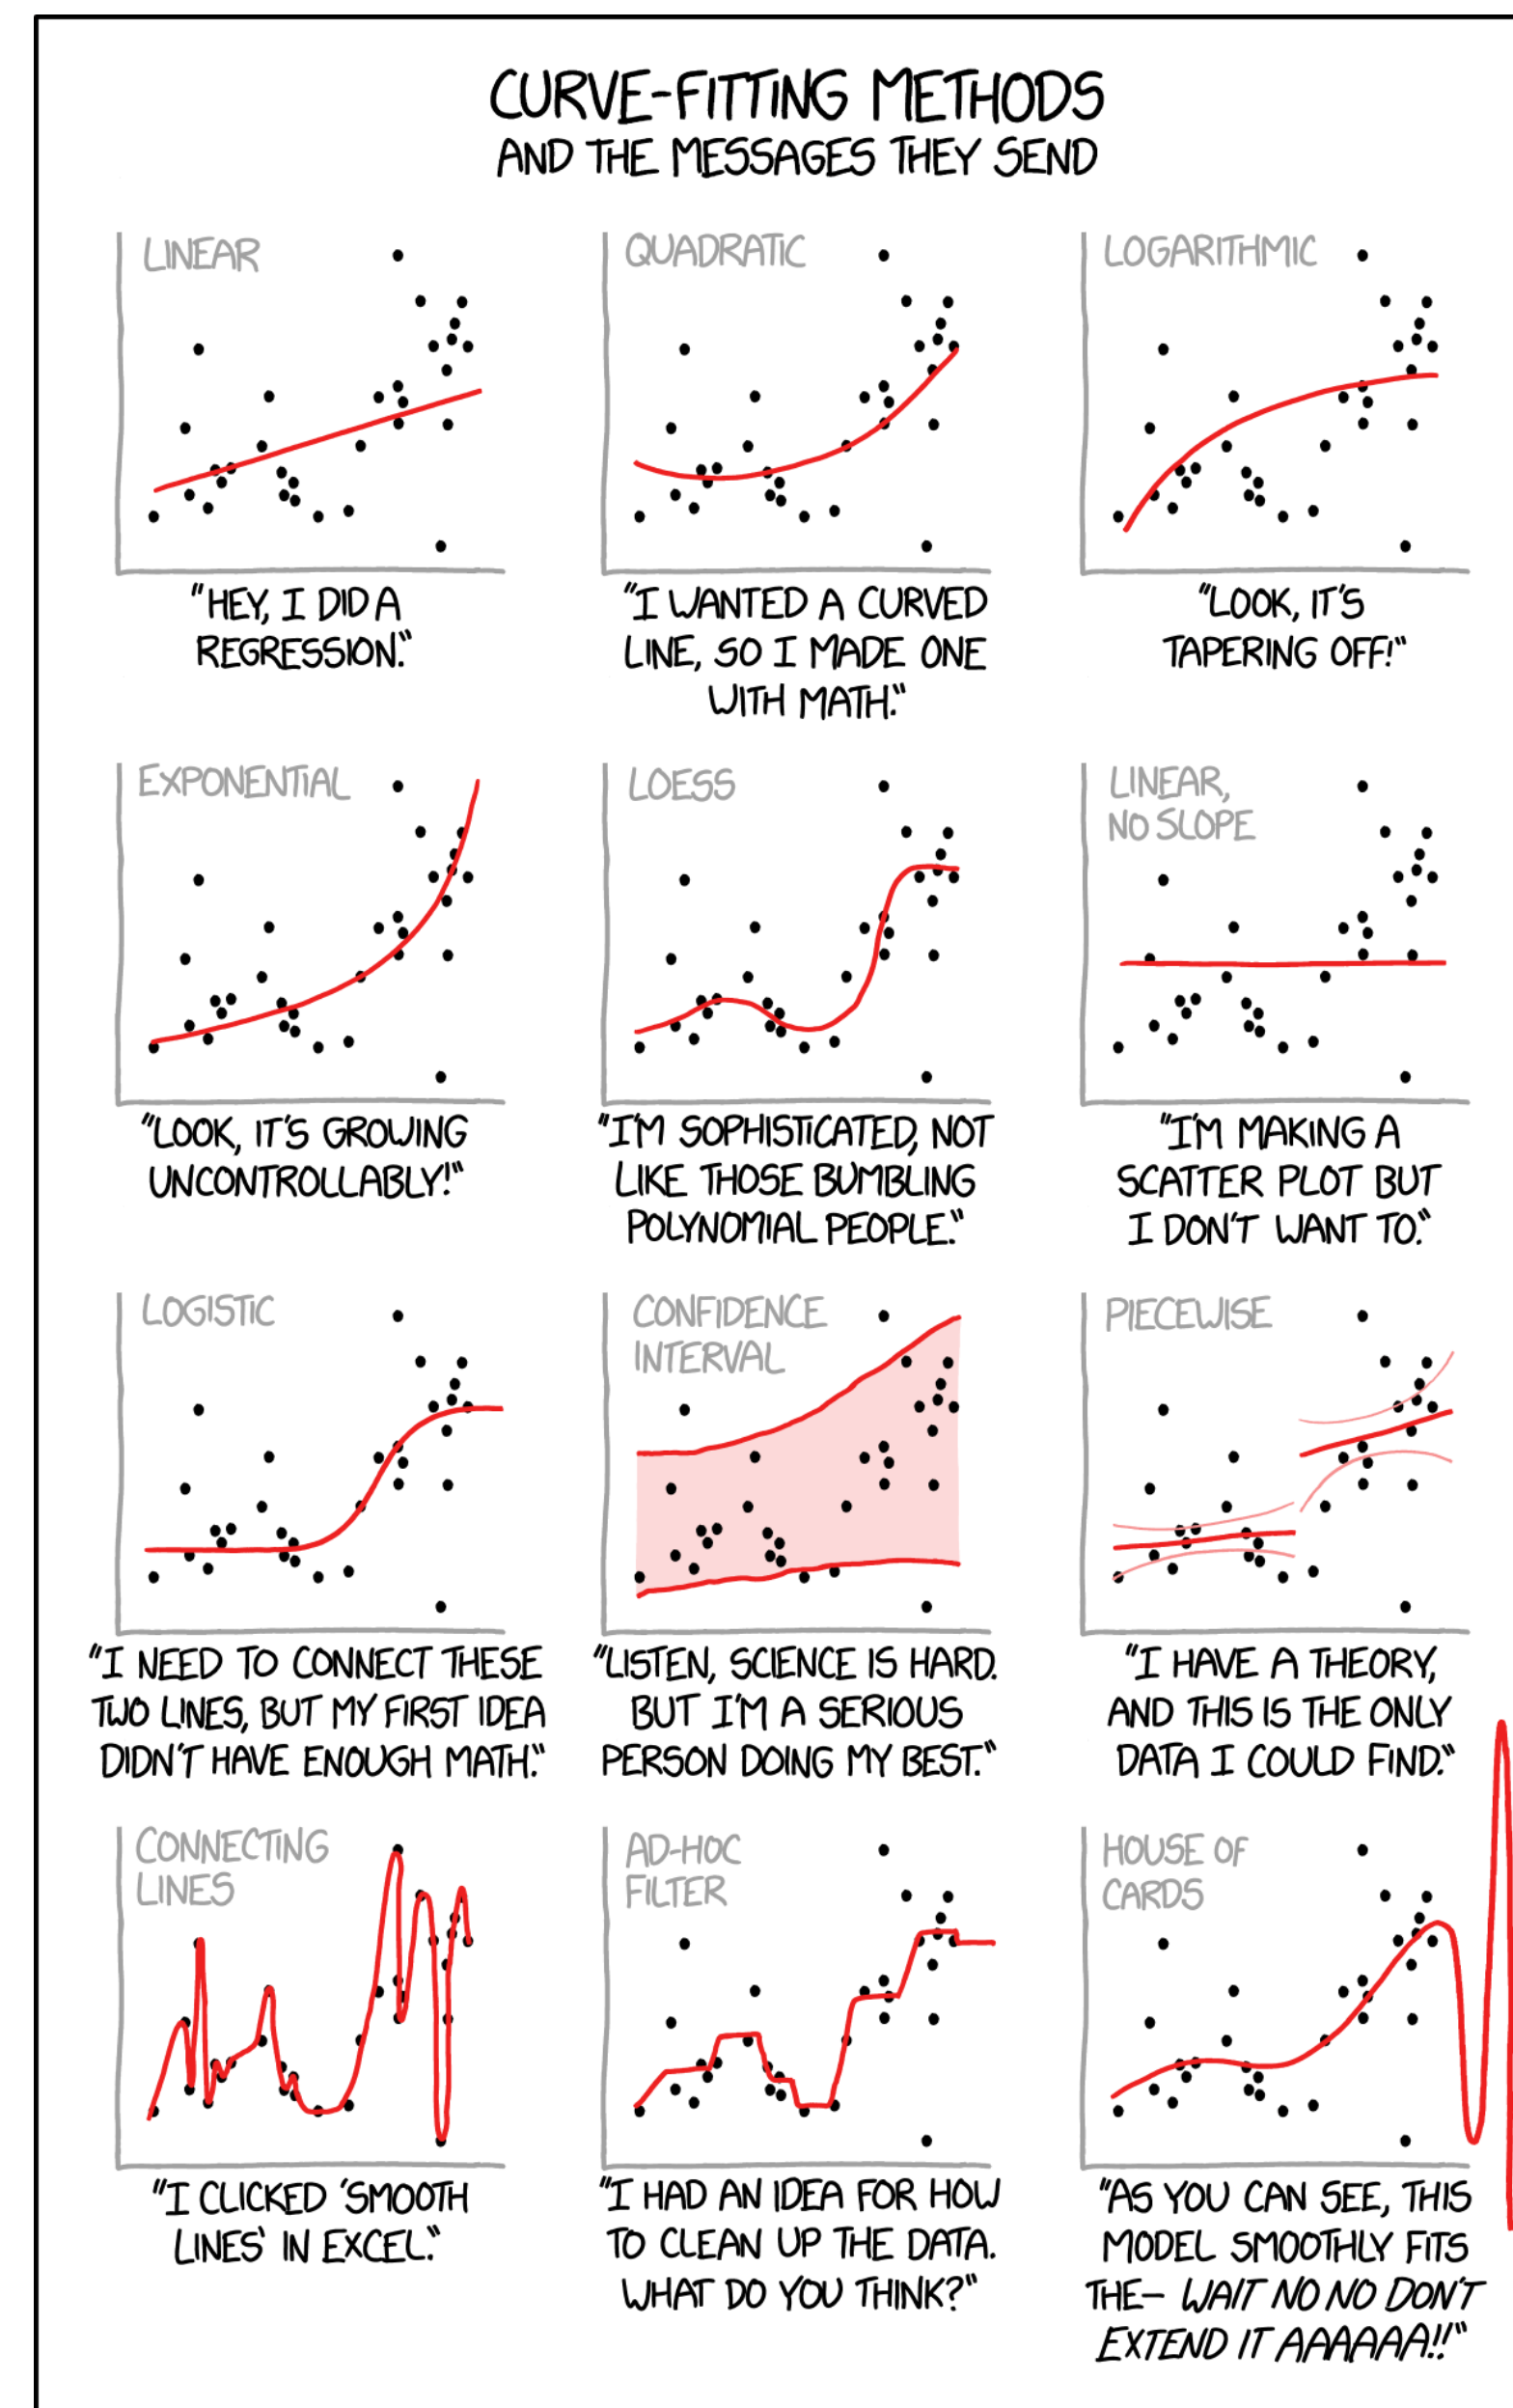 CURVE-FITTING METHODS
AND THE MESSAGES THEY SEND
LINEAR
"HEY, I DID A
REGRESSION."
QUADRATIC
"I WANTED A CURVED
LINE, SO I MADE ONE
WITH MATH."
LOGARITHMIC
"LOOK, IT'S
TAPERING OFF!"
EXPONENTIAL
"LOOK, IT'S GROWING
UNCONTROLLABLY!"
LOESS
"I'M SOPHISTICATED, NOT
LIKE THOSE BUMBLING
POLYNOMIAL PEOPLE."
LINEAR,
NO SLOPE
"I'M MAKING A
SCATTER PLOT BUT
I DON'T WANT TO."
LOGISTIC
"I NEED TO CONNECT THESE
TWO LINES, BUT MY FIRST IDEA
DIDN'T HAVE ENOUGH MATH."
CONFIDENCE
INTERVAL
"LISTEN, SCIENCE IS HARD.
BUT I'M A SERIOUS
PERSON DOING MY BEST."
PIECEWISE
"I HAVE A THEORY,
AND THIS IS THE ONLY
DATA I COULD FIND."
CONNECTING
LINES
"I CLICKED 'SMOOTH
LINES' IN EXCEL."
AD-HOC
FILTER
"I HAD AN IDEA FOR HOW
TO CLEAN UP THE DATA.
WHAT DO YOU THINK?"
HOUSE OF
CARDS
"AS YOU CAN SEE, THIS
MODEL SMOOTHLY FITS
THE- WAIT NO NO DON'T
EXTEND IT AAAAAA!!"